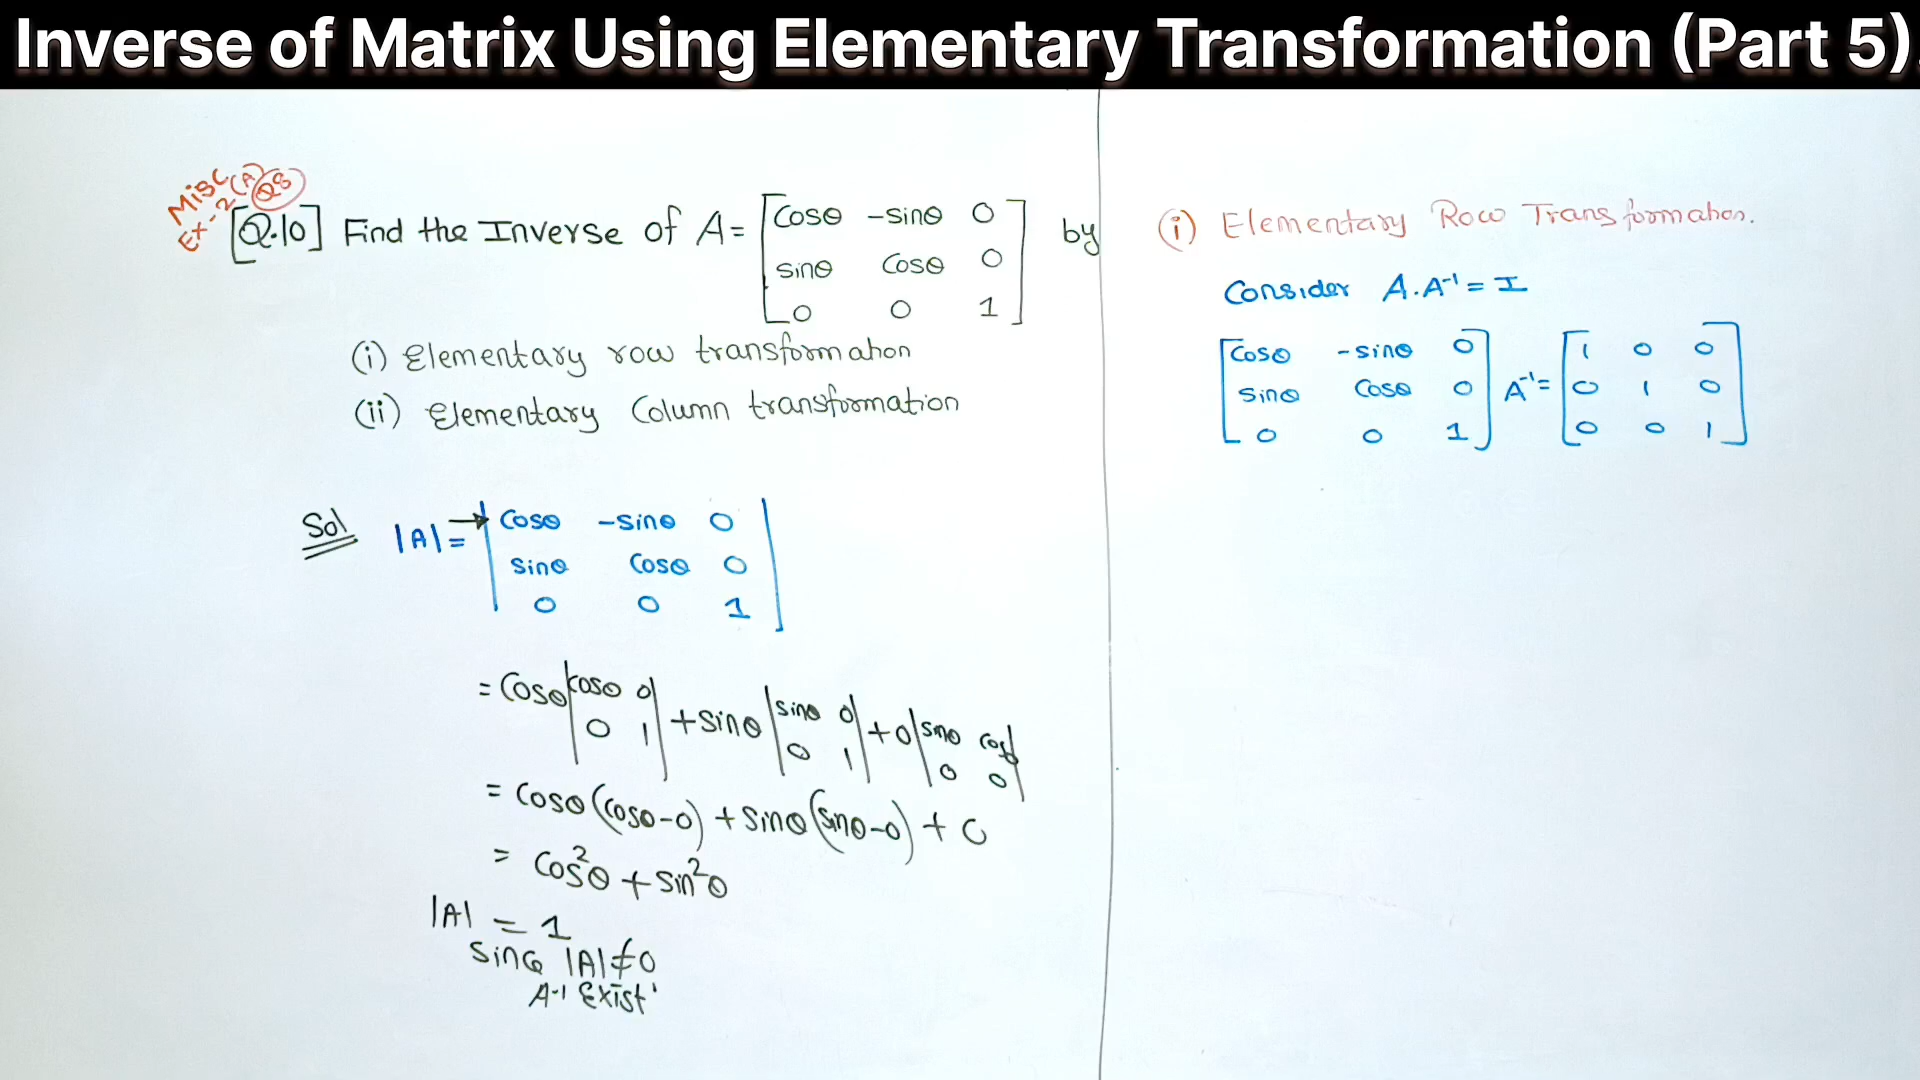 Inverse of Matrix Using Elementary Transformation (Part 5)
Misc
Ex-2 (A) Q8
[Q.10] Find the Inverse of A= [cosθ -sinθ 0
sinθ cosθ 0
0 0 1] by
(i) Elementary row transformation
(ii) Elementary Column transformation
Sol |A| = |cosθ -sinθ 0
sinθ cosθ 0
0 0 1|
= cosθ |cosθ 0
0 1| + sinθ |sinθ 0
0 1| + 0 |sinθ cosθ
0 0|
= cosθ (cosθ-0) + sinθ (sinθ-0) + 0
= cos²θ + sin²θ
|A| = 1
Since |A| ≠ 0
A-1 Exist
(i) Elementary Row Transformation.
Consider A.A⁻¹ = I
[cosθ -sinθ 0
sinθ cosθ 0
0 0 1] A⁻¹ = [1 0 0
0 1 0
0 0 1]